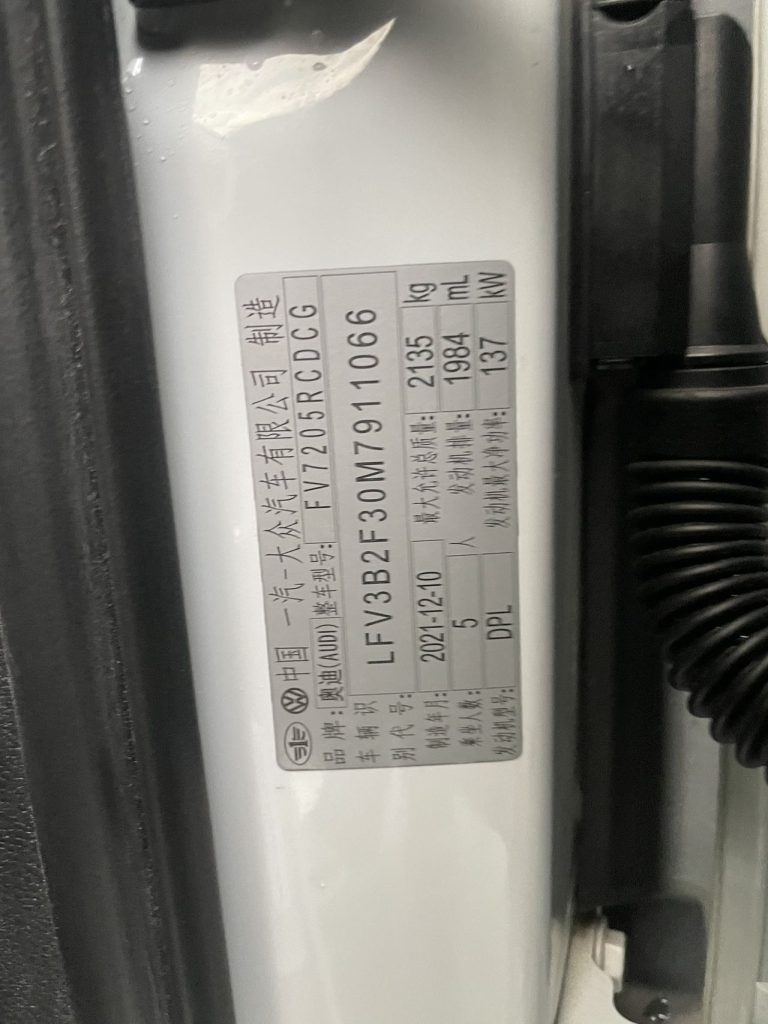 中国 一汽-大众汽车有限公司 制造
品牌: 奥迪(AUDI) 整车型号: FV7205RCDCG
车辆识别代号: LFV3B2F30M7911066
制造年月: 2021-12-10 最大允许总质量: 2135 kg
乘坐人数: 5 人 发动机排量: 1984 mL
发动机型号: DPL 发动机最大净功率: 137 kW